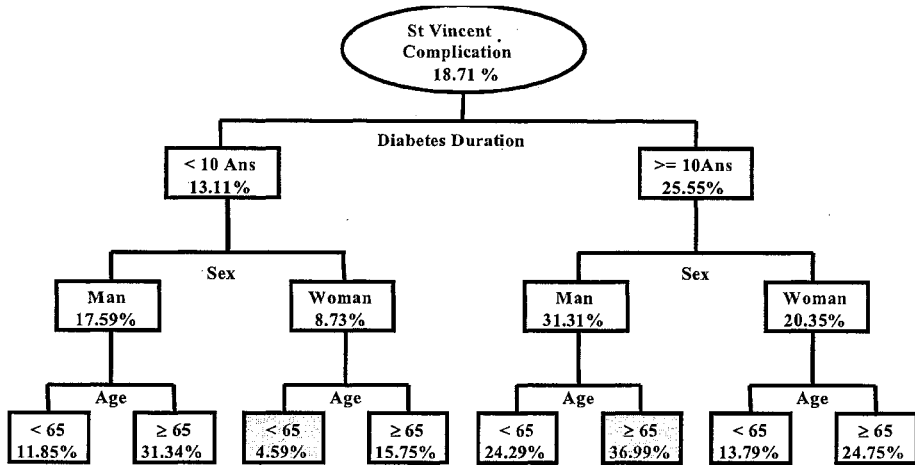 St Vincent
Complication
18.71 %
Diabetes Duration
< 10 Ans
13.11%
>= 10Ans
25.55%
Sex
Sex
Man
17.59%
Woman
8.73%
Man
31.31%
Woman
20.35%
Age
Age
Age
Age
< 65
11.85%
≥ 65
31.34%
< 65
4.59%
≥ 65
15.75%
< 65
24.29%
≥ 65
36.99%
< 65
13.79%
≥ 65
24.75%